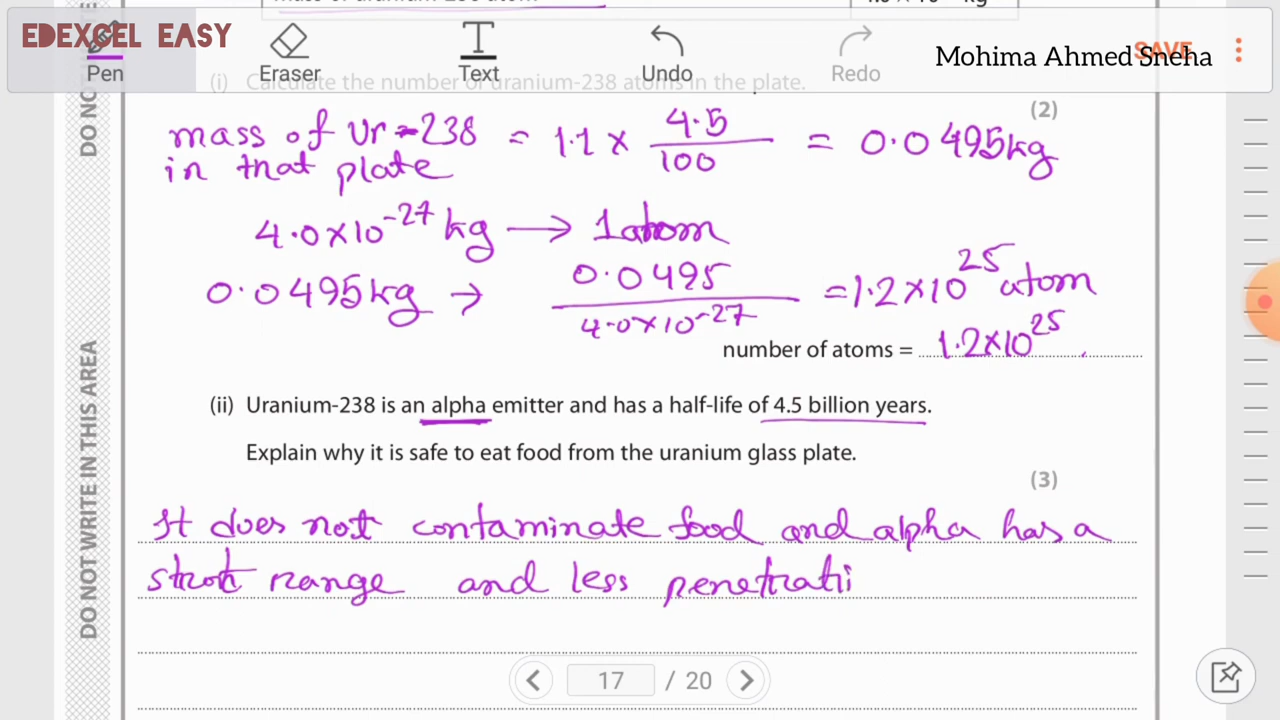 EDEXCEL EASY
Pen
Eraser
Text
Undo
Redo
SAVE
Mohima Ahmed Sneha
(i) Calculate the number of uranium-238 atoms in the plate.
(2)
mass of Ur-238 = 1.1 × 4.5/100 = 0.0495kg
in that plate
4.0×10⁻²⁷ kg → 1 atom
0.0495kg → 0.0495/4.0×10⁻²⁷ = 1.2×10²⁵ atom
number of atoms = 1.2×10²⁵
(ii) Uranium-238 is an alpha emitter and has a half-life of 4.5 billion years.
Explain why it is safe to eat food from the uranium glass plate.
(3)
It does not contaminate food and alpha has a
range and less penetrati
DO NOT WRITE IN THIS AREA
17 / 20